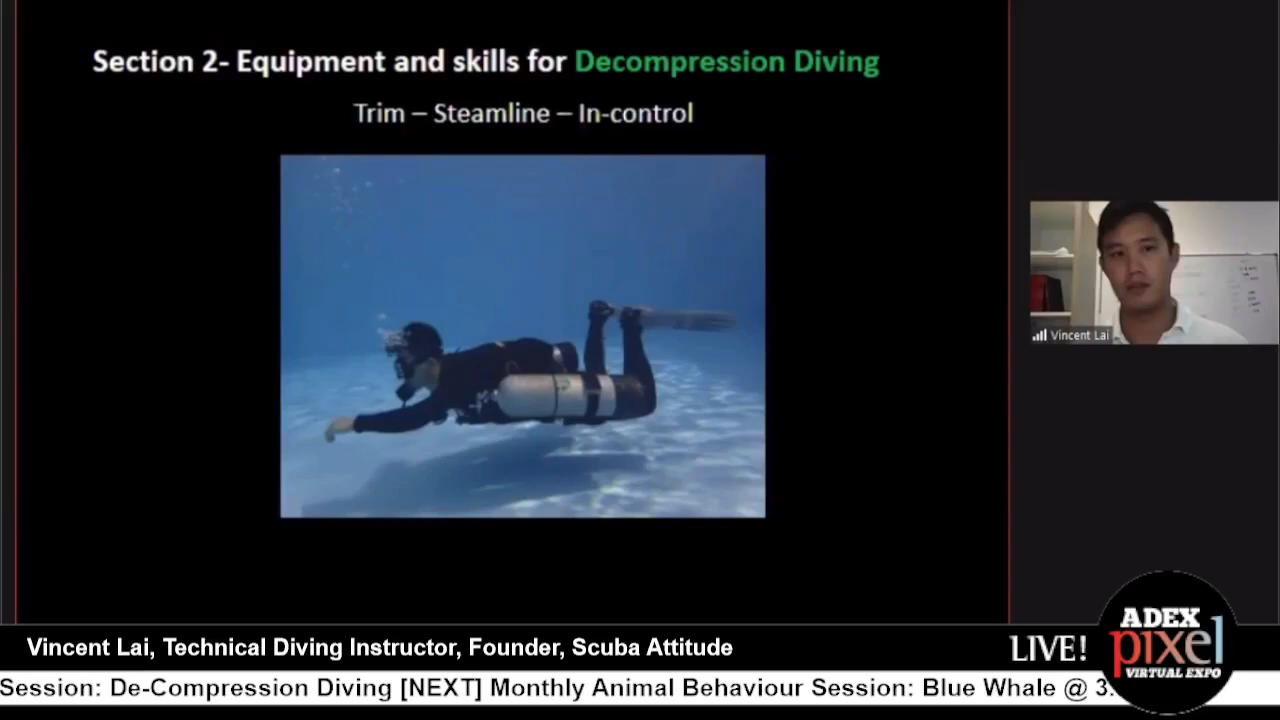 Section 2- Equipment and skills for Decompression Diving
Trim – Steamline – In-control
Vincent Lai
Vincent Lai, Technical Diving Instructor, Founder, Scuba Attitude
LIVE!
ADEX
pixel
VIRTUAL EXPO
Session: De-Compression Diving [NEXT] Monthly Animal Behaviour Session: Blue Whale @ 3.